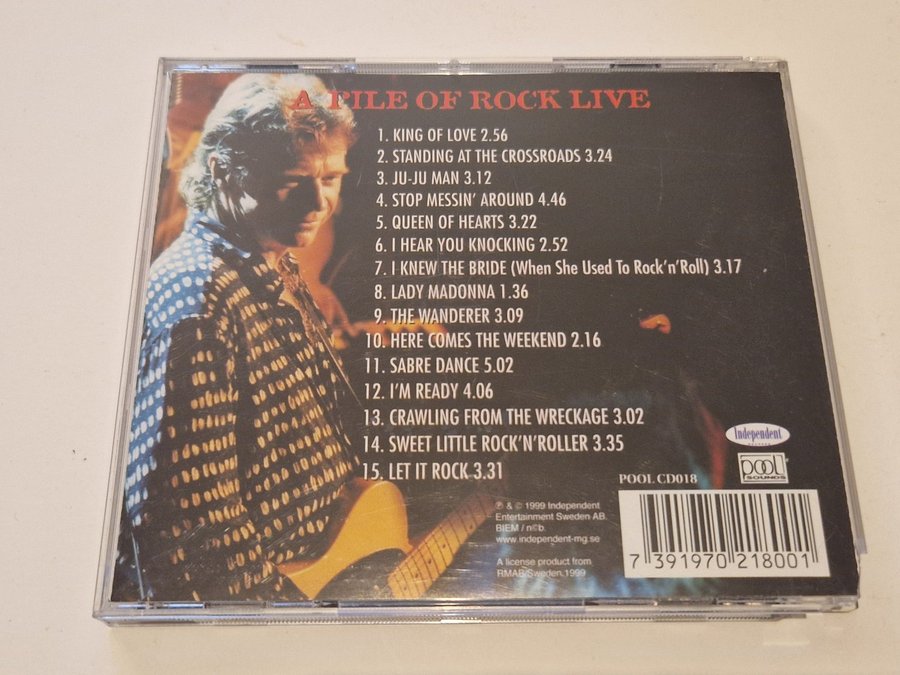 A PILE OF ROCK LIVE
1. KING OF LOVE 2.56
2. STANDING AT THE CROSSROADS 3.24
3. JU-JU MAN 3.12
4. STOP MESSIN' AROUND 4.46
5. QUEEN OF HEARTS 3.22
6. I HEAR YOU KNOCKING 2.52
7. I KNEW THE BRIDE (When She Used To Rock'n'Roll) 3.17
8. LADY MADONNA 1.36
9. THE WANDERER 3.09
10. HERE COMES THE WEEKEND 2.16
11. SABRE DANCE 5.02
12. I'M READY 4.06
13. CRAWLING FROM THE WRECKAGE 3.02
14. SWEET LITTLE ROCK'N'ROLLER 3.35
15. LET IT ROCK 3.31
Independent
pool
SOUNDS
POOL CD018
℗ & © 1999 Independent
Entertainment Sweden AB.
BIEM / n©b.
www.independent-mg.se
A license product from
RMAB/Sweden.1999
7 391970 218001